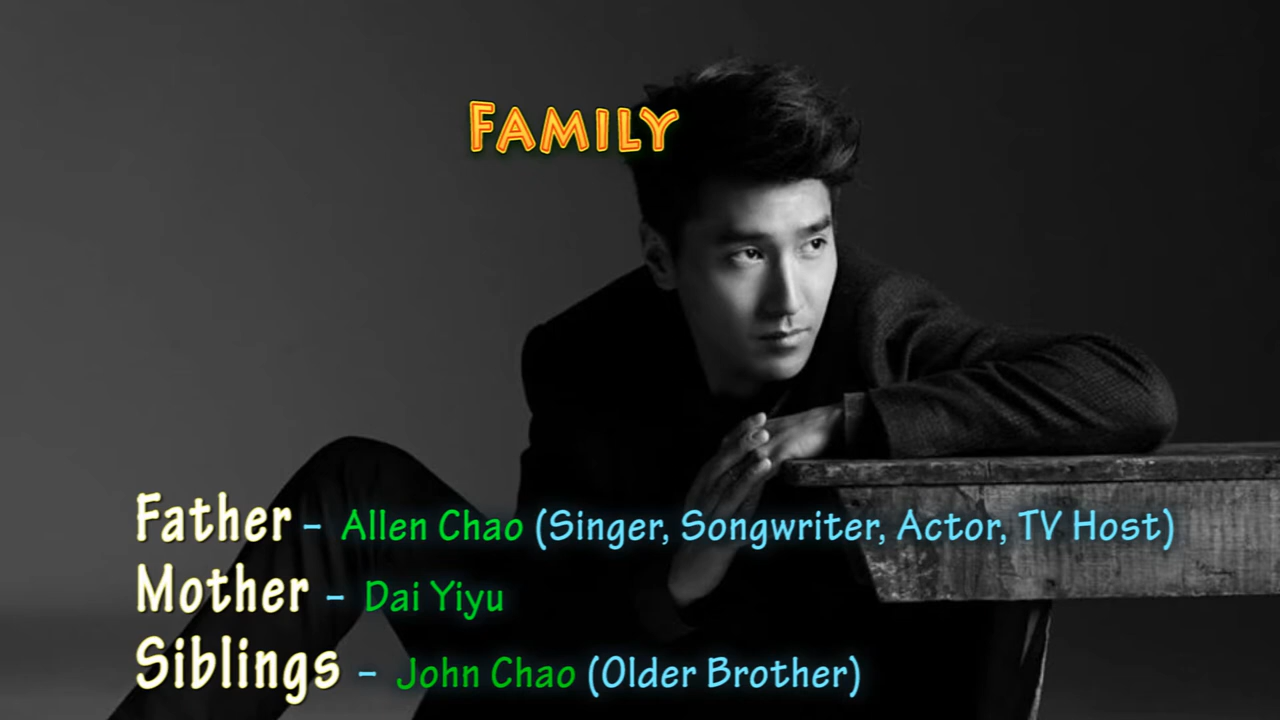 FAMILY
Father - Allen Chao (Singer, Songwriter, Actor, TV Host)
Mother - Dai Yiyu
Siblings - John Chao (Older Brother)